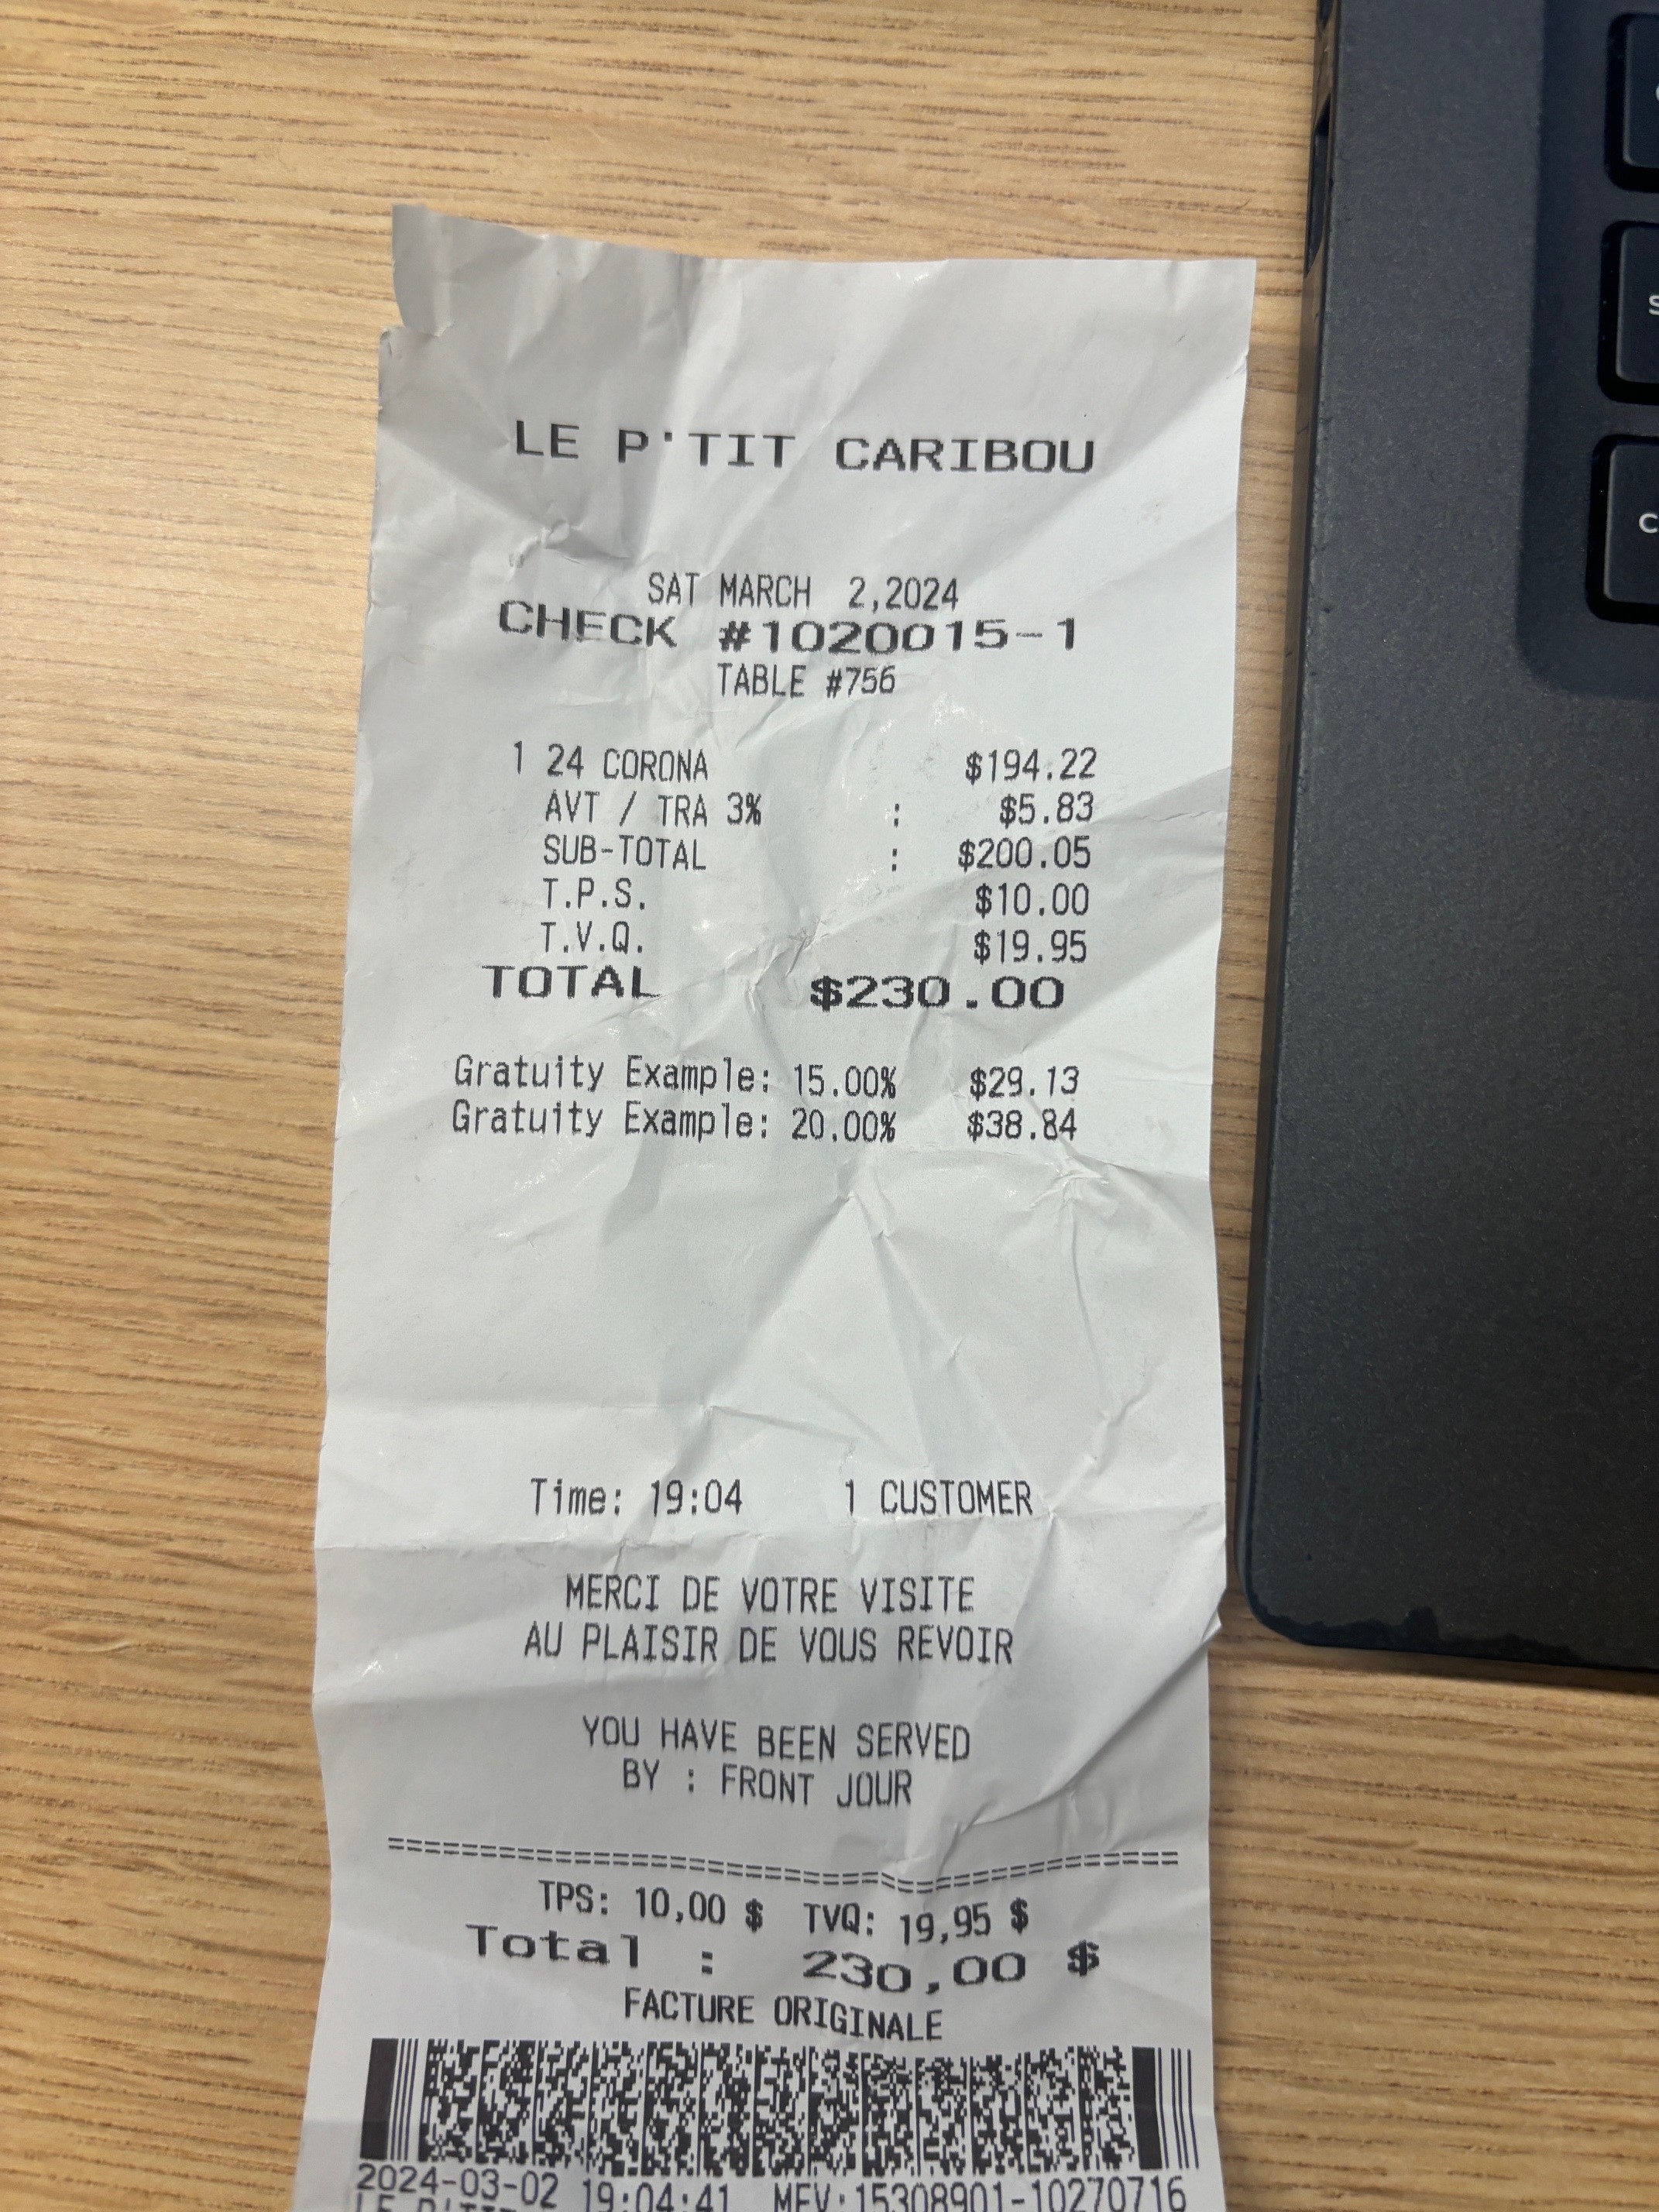 LE P'TIT CARIBOU
SAT MARCH 2,2024
CHECK #1020015-1
TABLE #756
1 24 CORONA $194.22
AVT / TRA 3% : $5.83
SUB-TOTAL : $200.05
T.P.S. $10.00
T.V.Q. $19.95
TOTAL $230.00
Gratuity Example: 15.00% $29.13
Gratuity Example: 20.00% $38.84
Time: 19:04 1 CUSTOMER
MERCI DE VOTRE VISITE
AU PLAISIR DE VOUS REVOIR
YOU HAVE BEEN SERVED
BY : FRONT JOUR
=============================================
TPS: 10,00 $ TVQ: 19,95 $
Total : 230,00 $
FACTURE ORIGINALE
2024-03-02 19:04:41 MEV:15308901-10270716